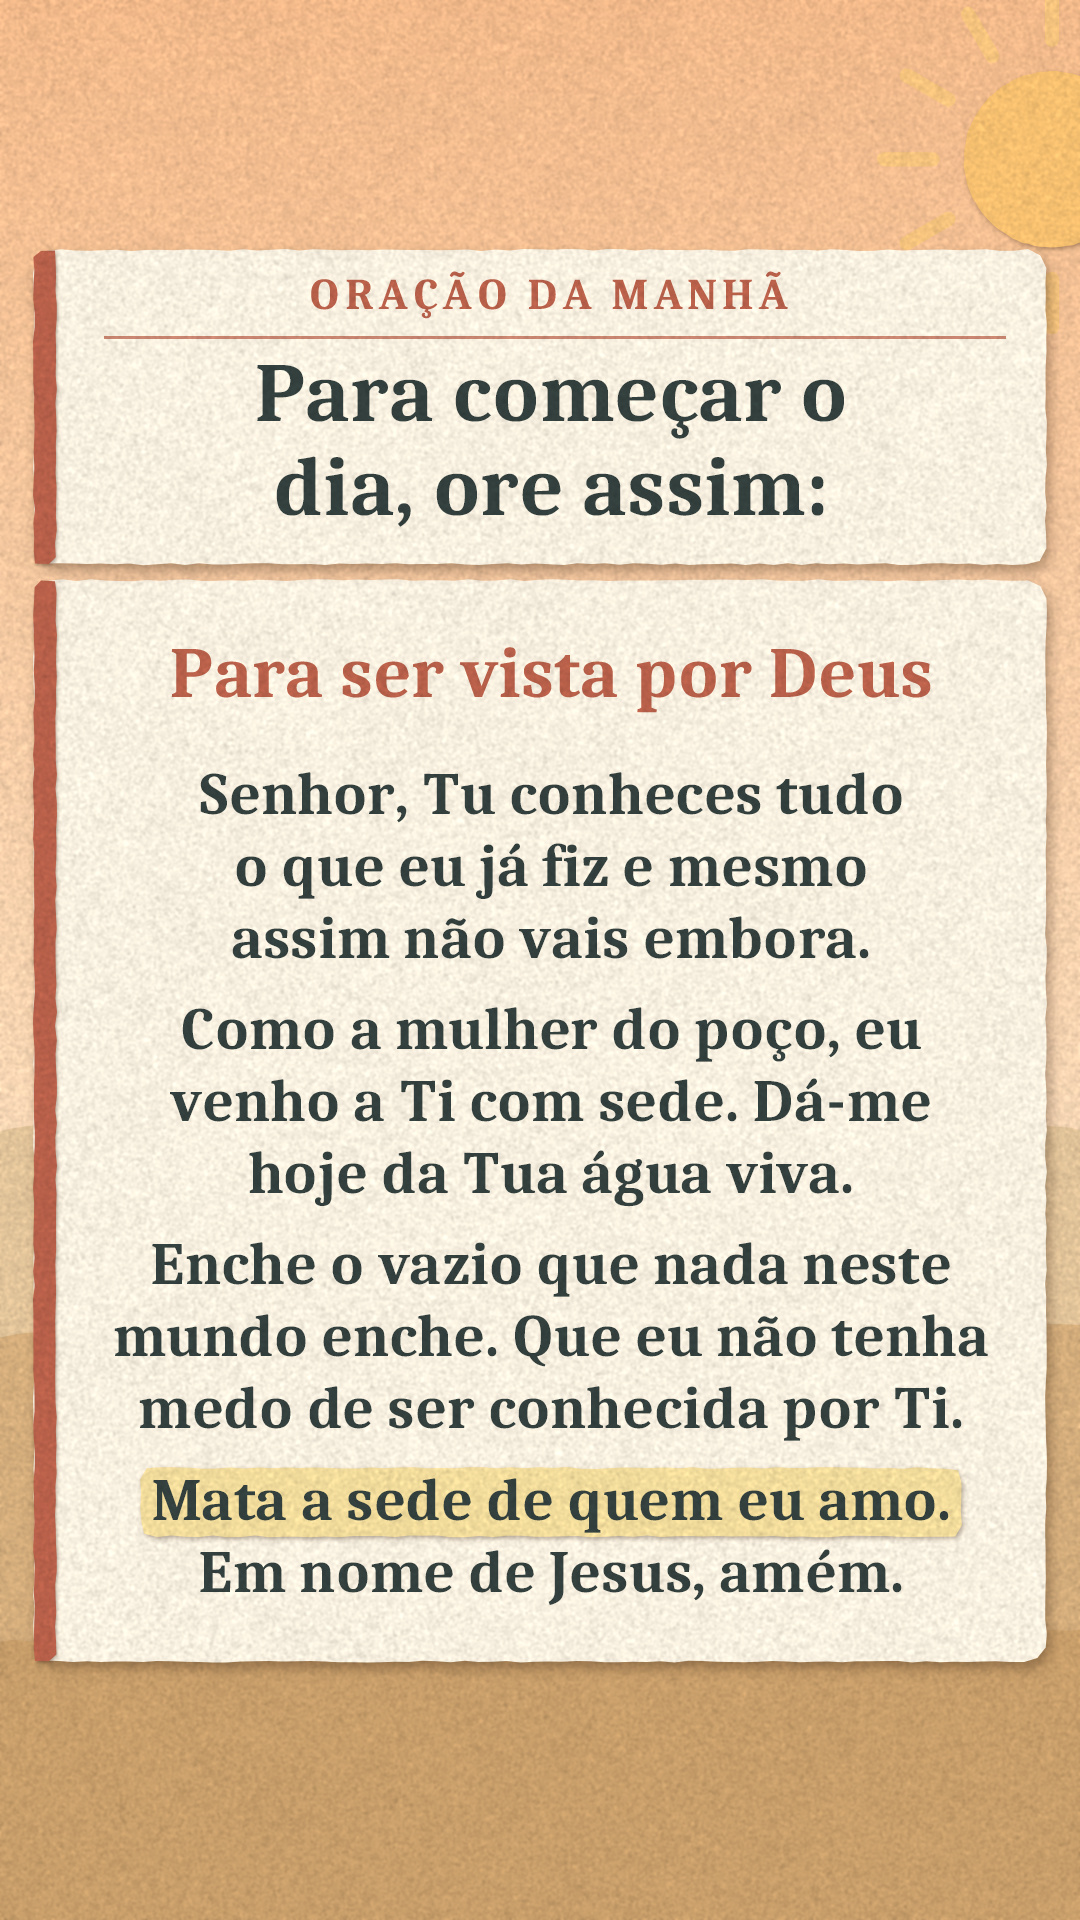 ORAÇÃO DA MANHÃ
Para começar o
dia, ore assim:
Para ser vista por Deus
Senhor, Tu conheces tudo
o que eu já fiz e mesmo
assim não vais embora.
Como a mulher do poço, eu
venho a Ti com sede. Dá-me
hoje da Tua água viva.
Enche o vazio que nada neste
mundo enche. Que eu não tenha
medo de ser conhecida por Ti.
Mata a sede de quem eu amo.
Em nome de Jesus, amém.